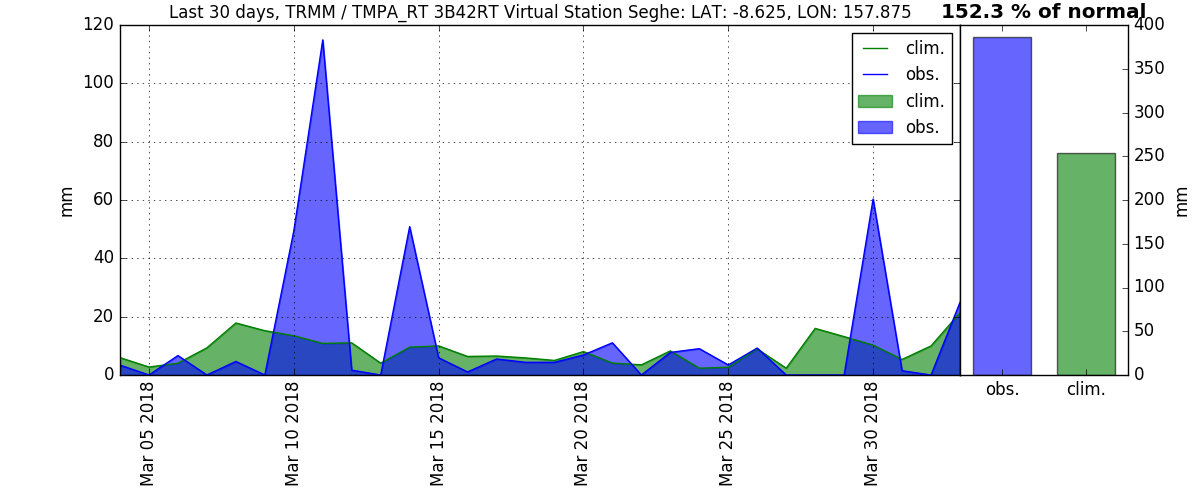 Last 30 days, TRMM / TMPA_RT 3B42RT Virtual Station Seghe: LAT: -8.625, LON: 157.875
152.3 % of normal
120
100
80
60
40
20
0
mm
clim.
obs.
clim.
obs.
Mar 05 2018
Mar 10 2018
Mar 15 2018
Mar 20 2018
Mar 25 2018
Mar 30 2018
400
350
300
250
200
150
100
50
0
mm
obs.
clim.